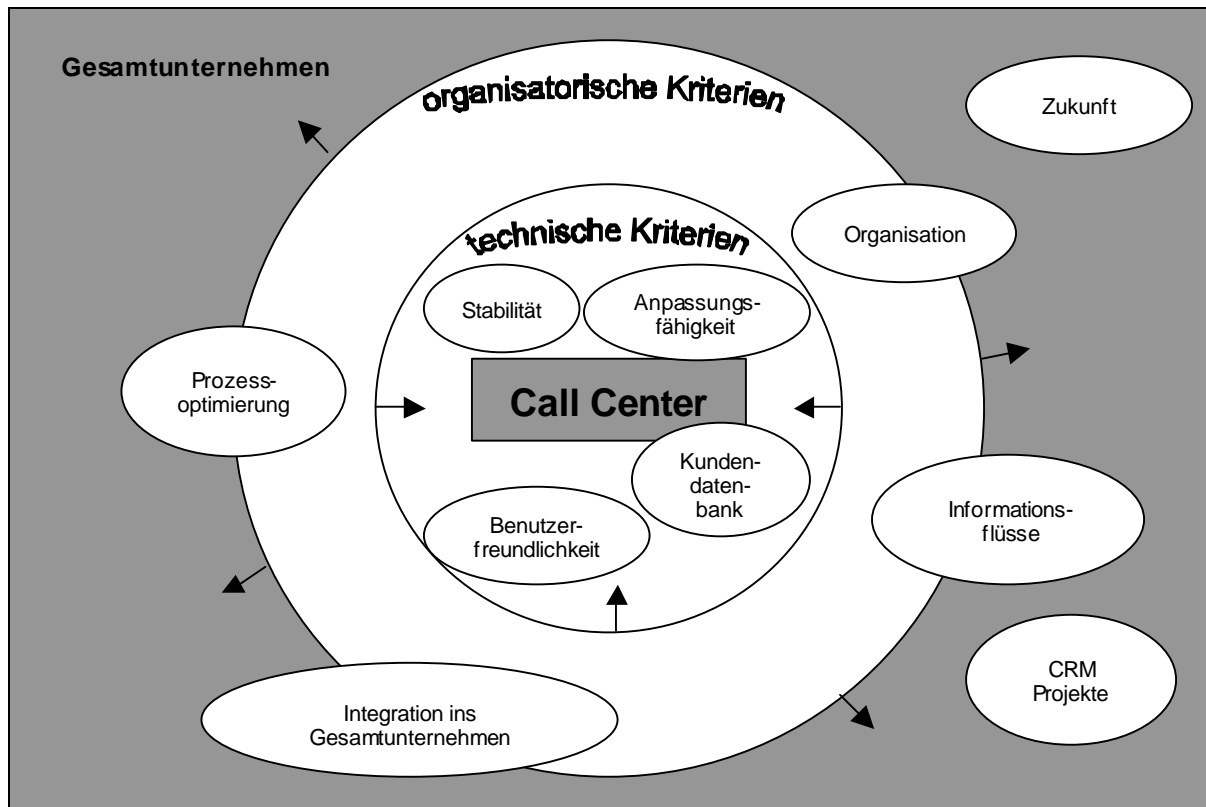 Gesamtunternehmen
organisatorische Kriterien
Zukunft
technische Kriterien
Organisation
Stabilität
Anpassungs-
fähigkeit
Prozess-
optimierung
Call Center
Kunden-
daten-
bank
Benutzer-
freundlichkeit
Informations-
flüsse
Integration ins
Gesamtunternehmen
CRM
Projekte